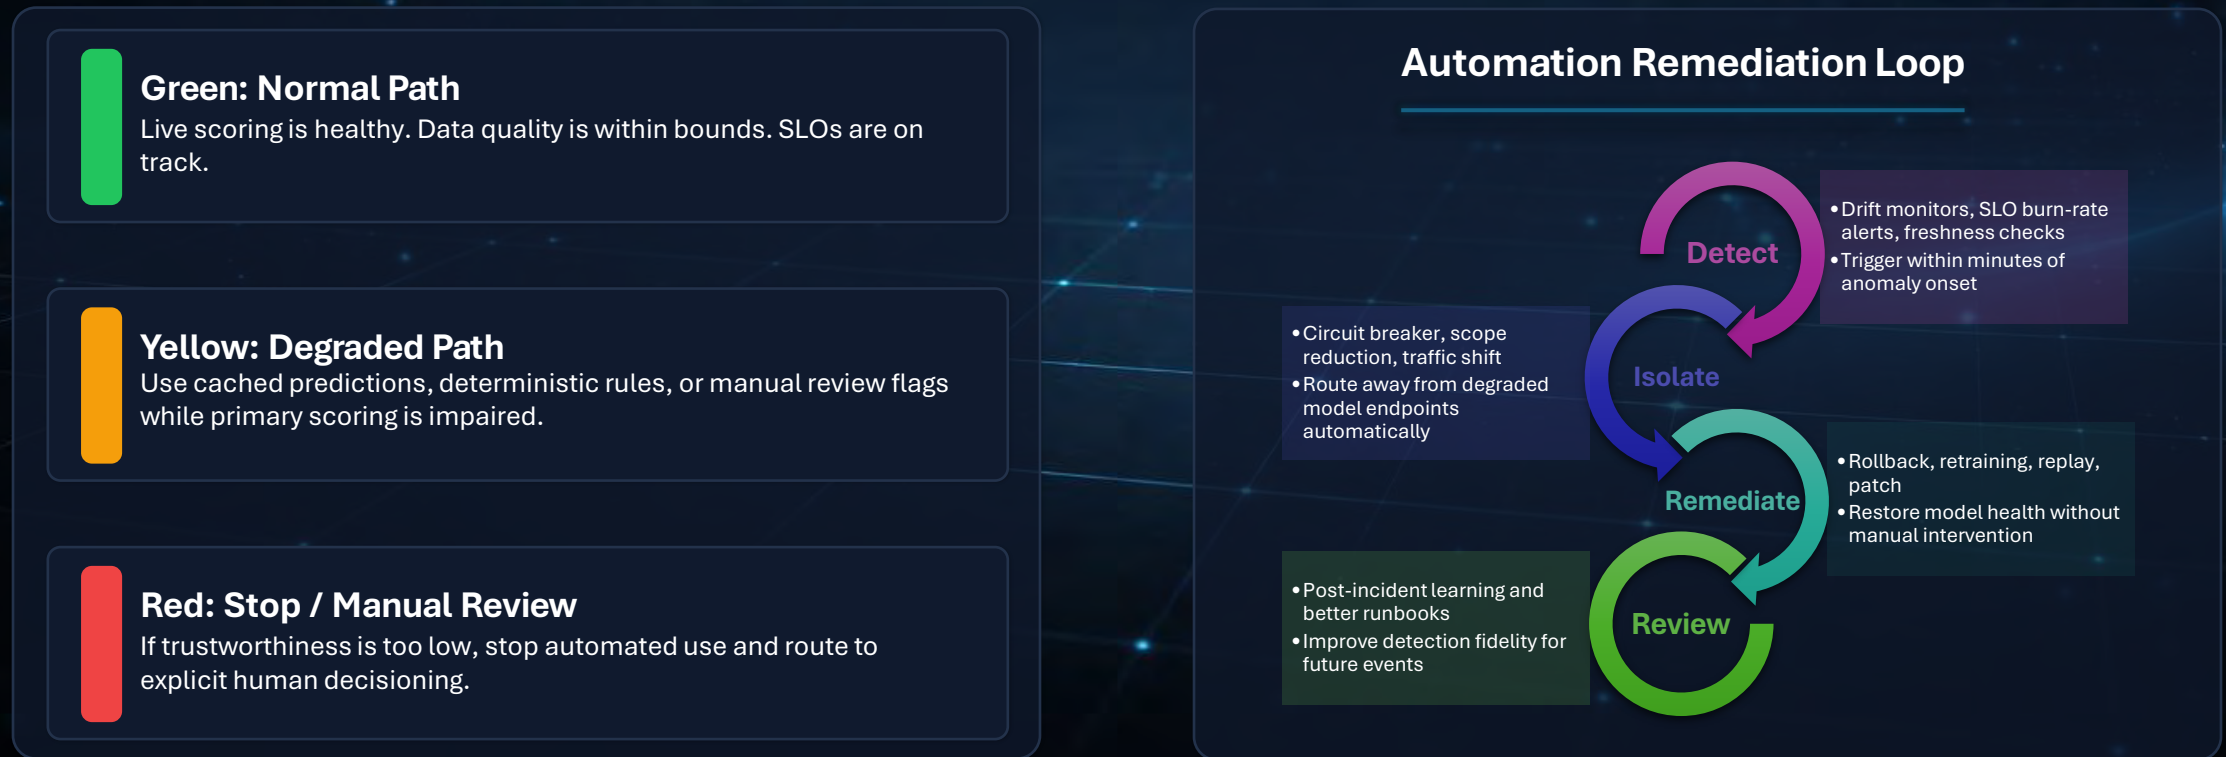 Green: Normal Path
Live scoring is healthy. Data quality is within bounds. SLOs are on
track.
Yellow: Degraded Path
Use cached predictions, deterministic rules, or manual review flags
while primary scoring is impaired.
Red: Stop / Manual Review
If trustworthiness is too low, stop automated use and route to
explicit human decisioning.
Automation Remediation Loop
Detect
•Drift monitors, SLO burn-rate
alerts, freshness checks
•Trigger within minutes of
anomaly onset
•Circuit breaker, scope
reduction, traffic shift
•Route away from degraded
model endpoints
automatically
Isolate
Remediate
•Rollback, retraining, replay,
patch
•Restore model health without
manual intervention
•Post-incident learning and
better runbooks
•Improve detection fidelity for
future events
Review